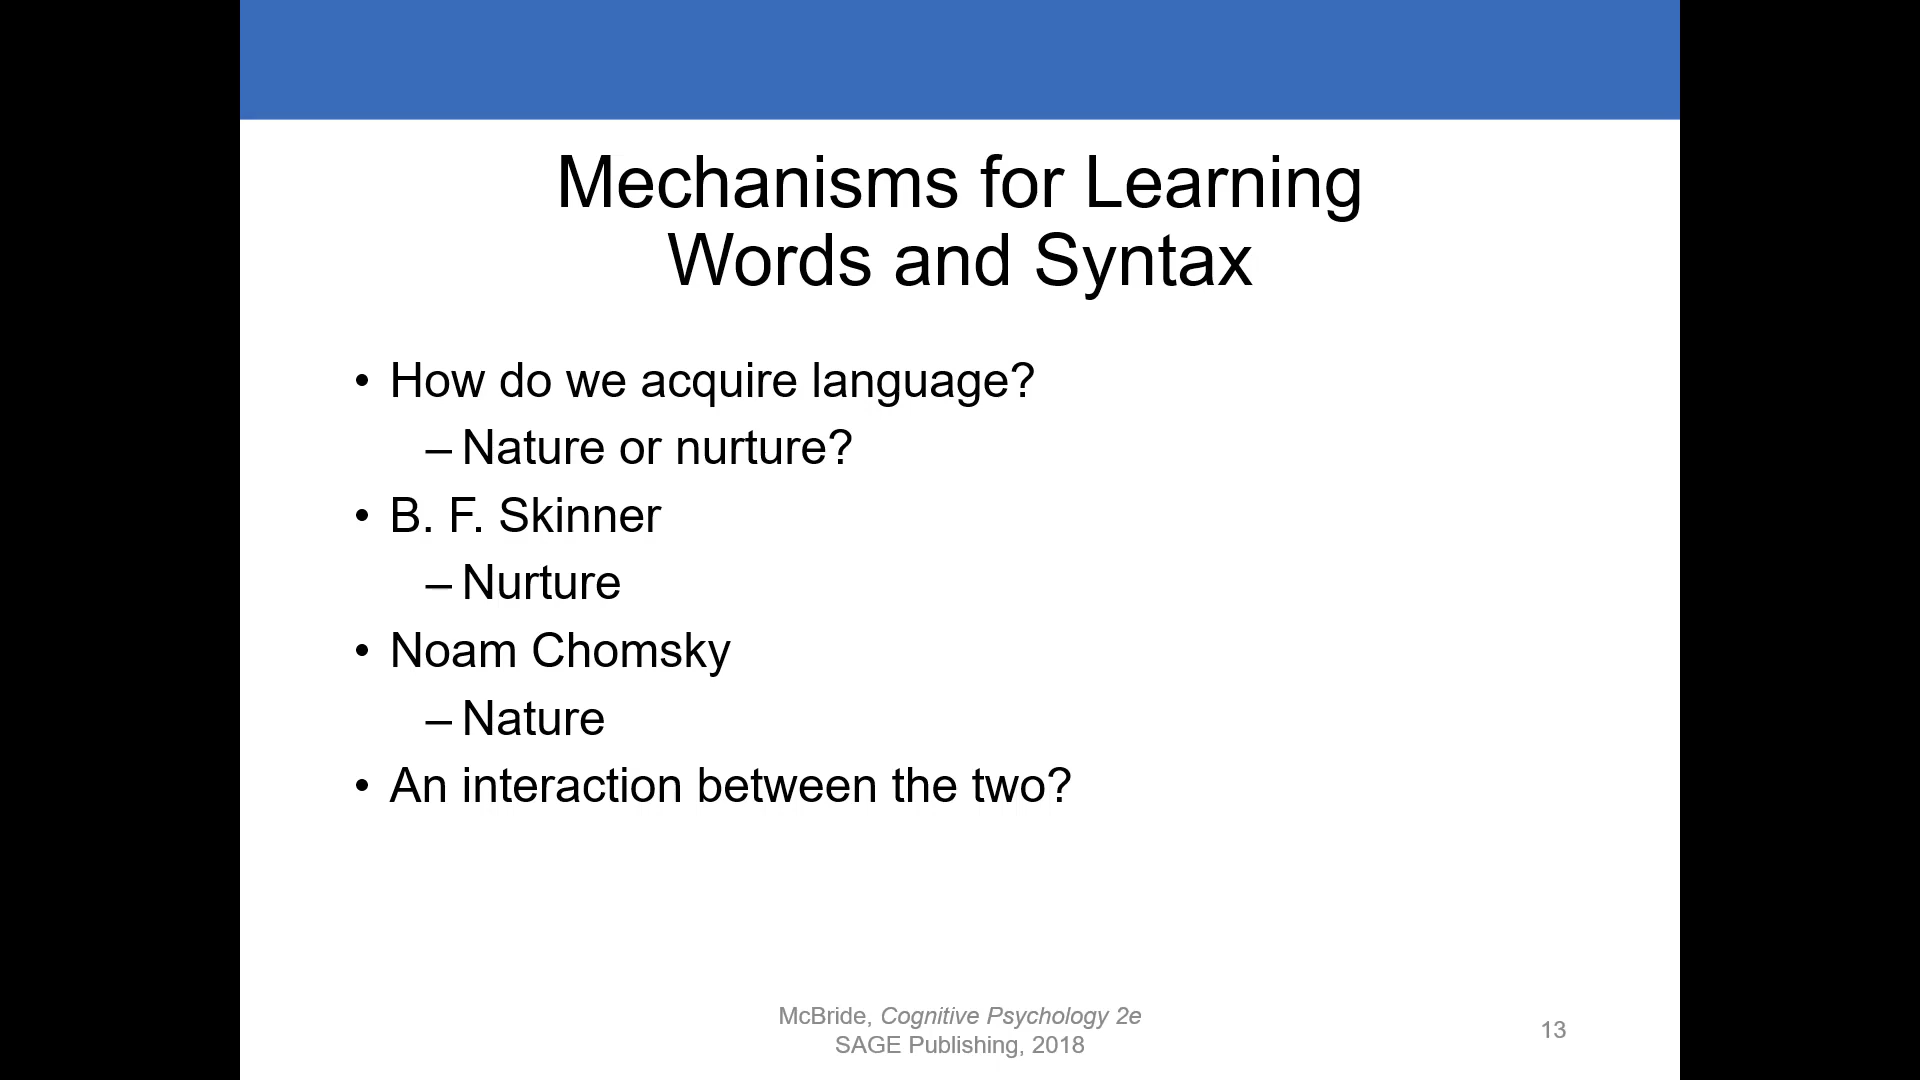 Mechanisms for Learning
Words and Syntax
• How do we acquire language?
– Nature or nurture?
• B. F. Skinner
– Nurture
• Noam Chomsky
– Nature
• An interaction between the two?
McBride, Cognitive Psychology 2e
SAGE Publishing, 2018
13